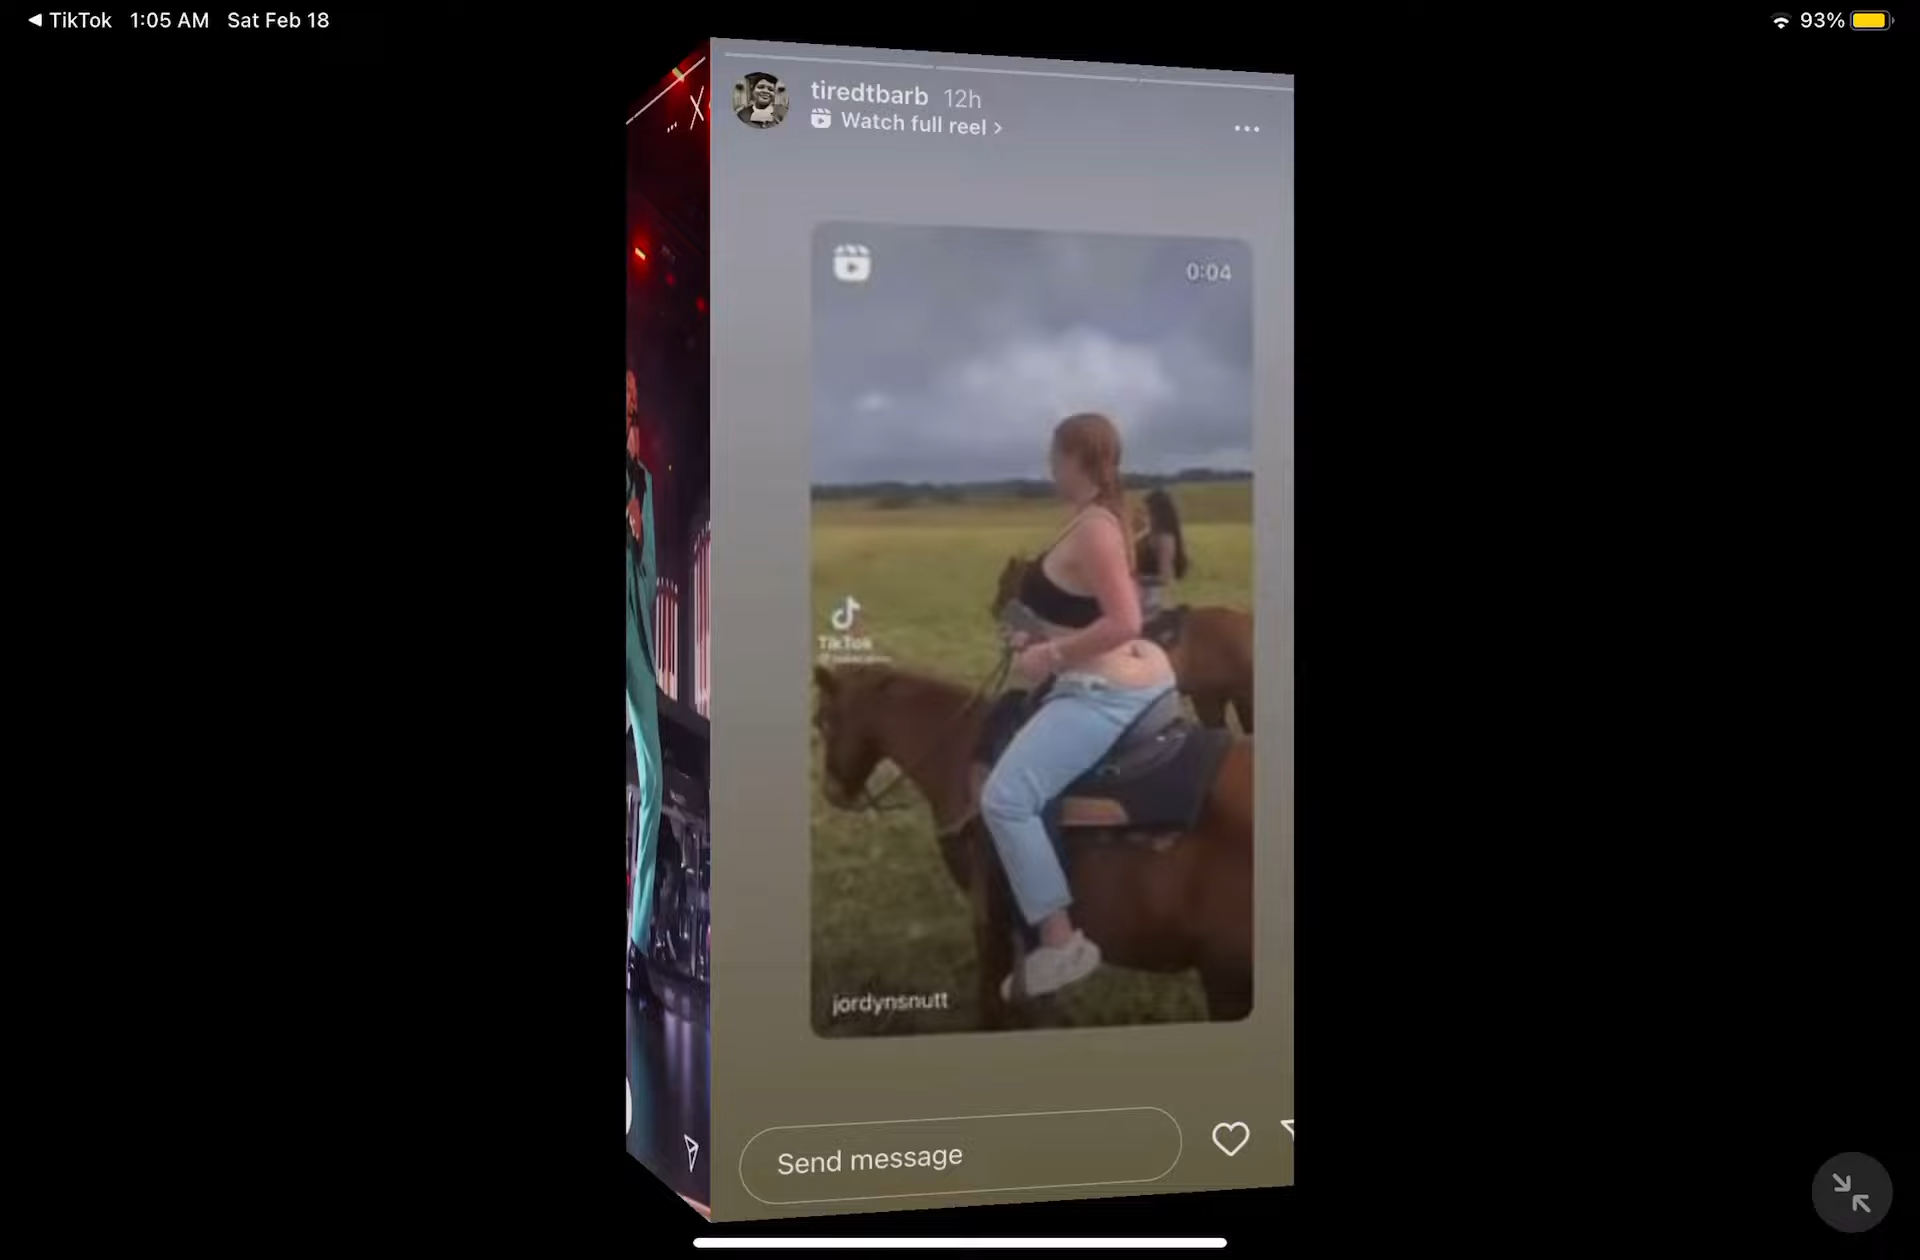 TikTok 1:05 AM Sat Feb 18 93%
tiredtbarb 12h
Watch full reel
0:04
TikTok
jordynsnutt
Send message